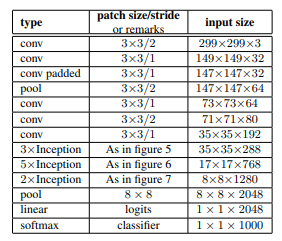 type patch size/stride or remarks input size
conv 3×3/2 299×299×3
conv 3×3/1 149×149×32
conv padded 3×3/1 147×147×32
pool 3×3/2 147×147×64
conv 3×3/1 73×73×64
conv 3×3/2 71×71×80
conv 3×3/1 35×35×192
3×Inception As in figure 5 35×35×288
5×Inception As in figure 6 17×17×768
2×Inception As in figure 7 8×8×1280
pool 8 × 8 8 × 8 × 2048
linear logits 1 × 1 × 2048
softmax classifier 1 × 1 × 1000